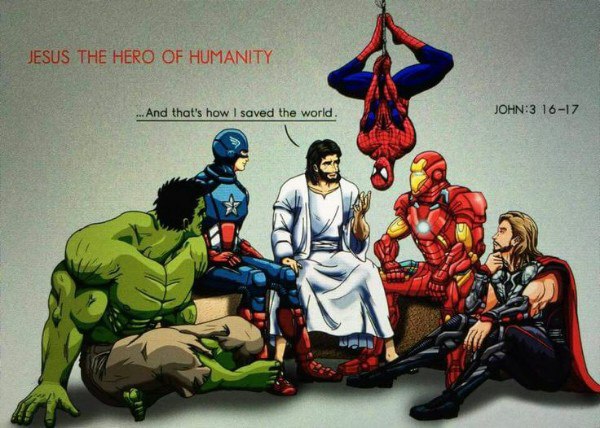 JESUS THE HERO OF HUMANITY
...And that's how I saved the world.
JOHN:3 16-17